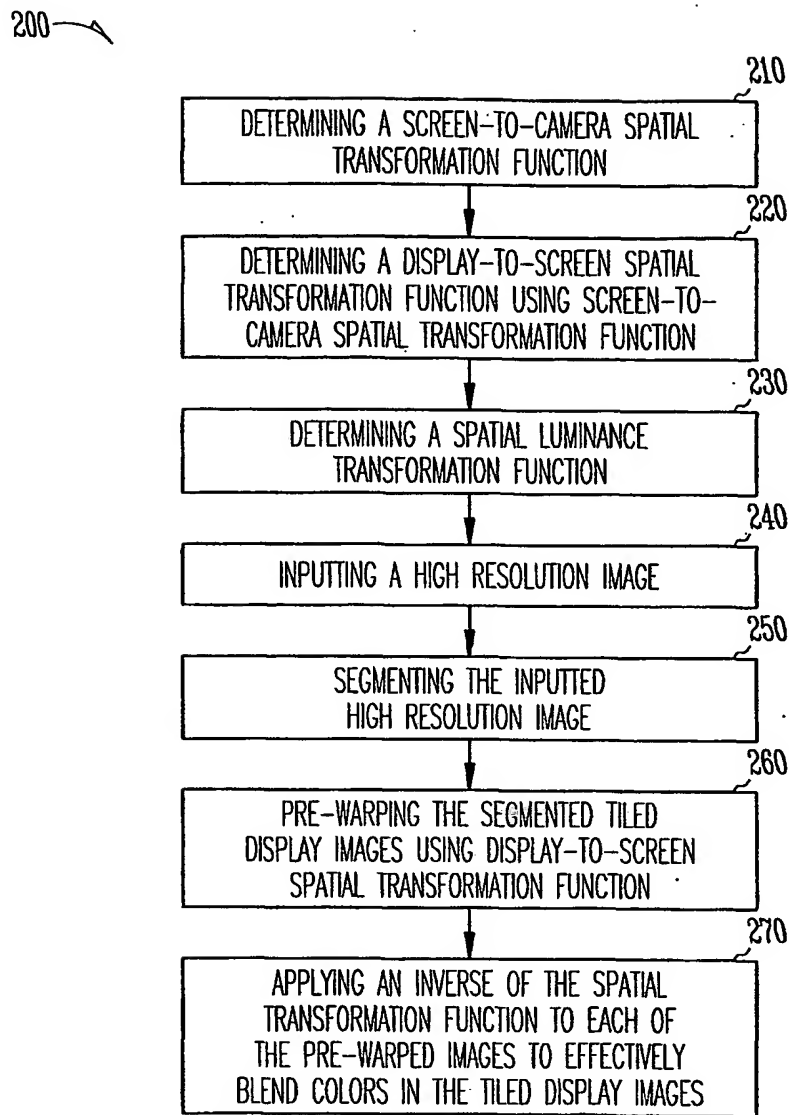 200
210
DETERMINING A SCREEN-TO-CAMERA SPATIAL
TRANSFORMATION FUNCTION
220
DETERMINING A DISPLAY-TO-SCREEN SPATIAL
TRANSFORMATION FUNCTION USING SCREEN-TO-
CAMERA SPATIAL TRANSFORMATION FUNCTION
230
DETERMINING A SPATIAL LUMINANCE
TRANSFORMATION FUNCTION
240
INPUTTING A HIGH RESOLUTION IMAGE
250
SEGMENTING THE INPUTTED
HIGH RESOLUTION IMAGE
260
PRE-WARPING THE SEGMENTED TILED
DISPLAY IMAGES USING DISPLAY-TO-SCREEN
SPATIAL TRANSFORMATION FUNCTION
270
APPLYING AN INVERSE OF THE SPATIAL
TRANSFORMATION FUNCTION TO EACH OF
THE PRE-WARPED IMAGES TO EFFECTIVELY
BLEND COLORS IN THE TILED DISPLAY IMAGES